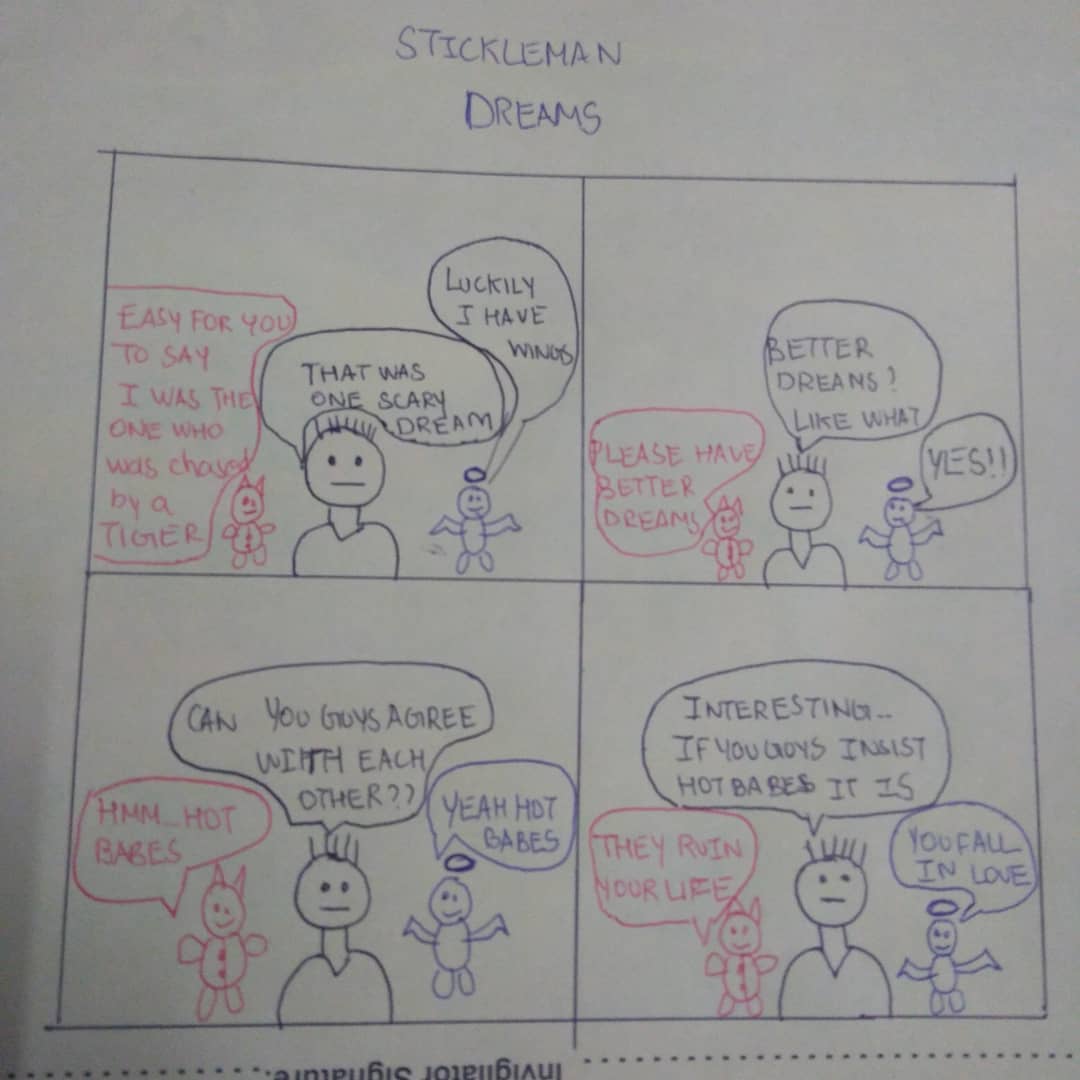 STICKLEMAN
DREAMS
EASY FOR YOU
TO SAY
I WAS THE
ONE WHO
was chased
by a
TIGER
THAT WAS
ONE SCARY
DREAM
LUCKILY
I HAVE
WINGS
PLEASE HAVE
BETTER
DREAMS
BETTER
DREANS?
LIKE WHAT
YES!!
HMM...HOT
BABES
CAN YOU GUYS AGREE
WITH EACH
OTHER??
YEAH HOT
BABES
THEY RUIN
YOUR LIFE
INTERESTING...
IF YOU GUYS INSIST
HOT BABES IT IS
YOU FALL
IN LOVE
Invigilator Signature: